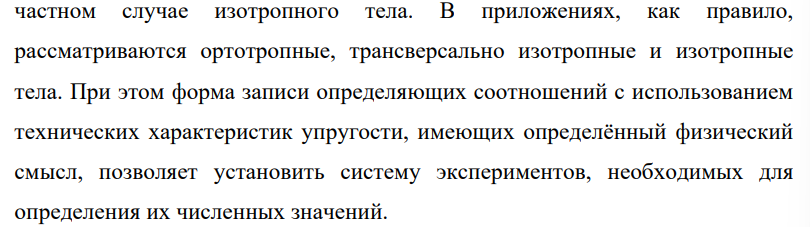 частном случае изотропного тела. В приложениях, как правило,
рассматриваются ортотропные, трансверсально изотропные и изотропные
тела. При этом форма записи определяющих соотношений с использованием
технических характеристик упругости, имеющих определённый физический
смысл, позволяет установить систему экспериментов, необходимых для
определения их численных значений.